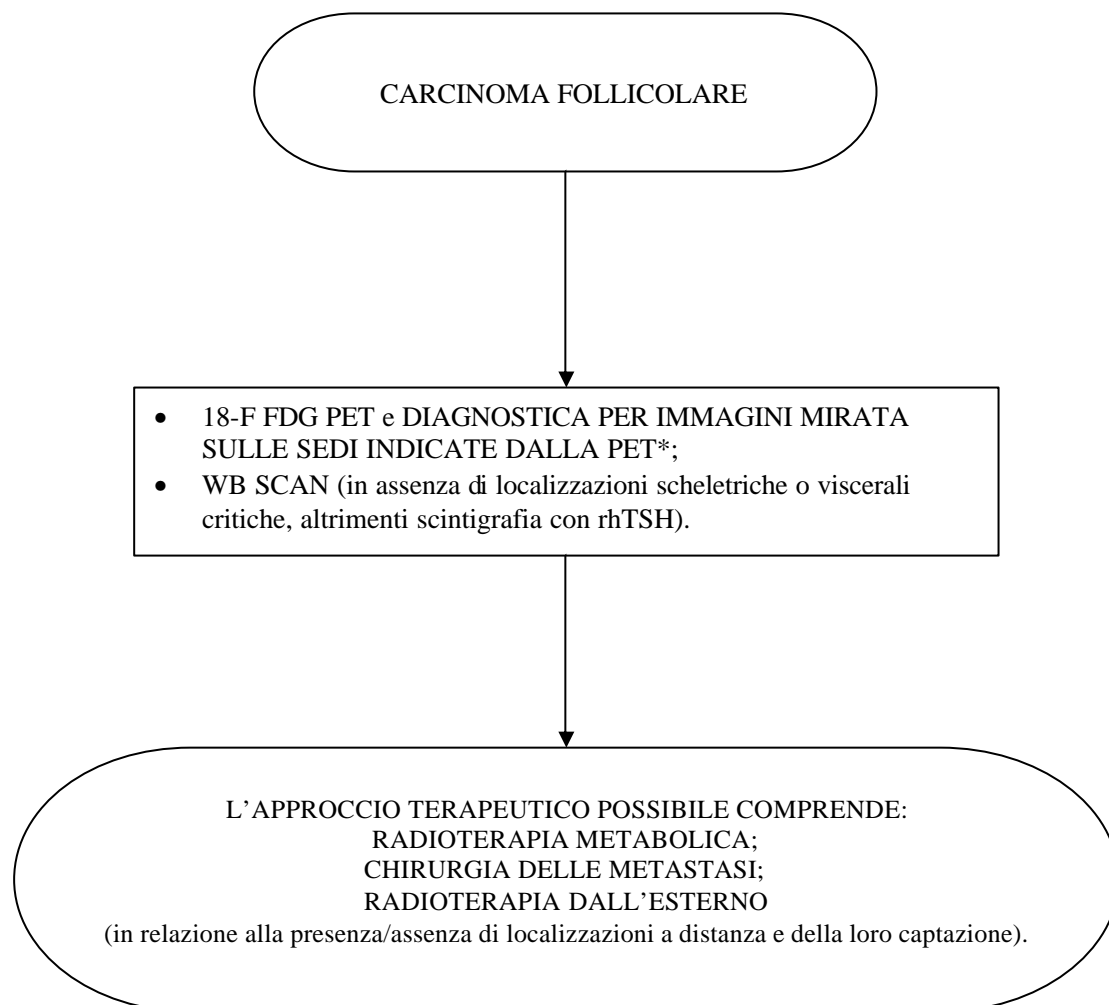 CARCINOMA FOLLICOLARE
• 18-F FDG PET e DIAGNOSTICA PER IMMAGINI MIRATA
SULLE SEDI INDICATE DALLA PET*;
• WB SCAN (in assenza di localizzazioni scheletriche o viscerali
critiche, altrimenti scintigrafia con rhTSH).
L’APPROCCIO TERAPEUTICO POSSIBILE COMPRENDE:
RADIOTERAPIA METABOLICA;
CHIRURGIA DELLE METASTASI;
RADIOTERAPIA DALL’ESTERNO
(in relazione alla presenza/assenza di localizzazioni a distanza e della loro captazione).